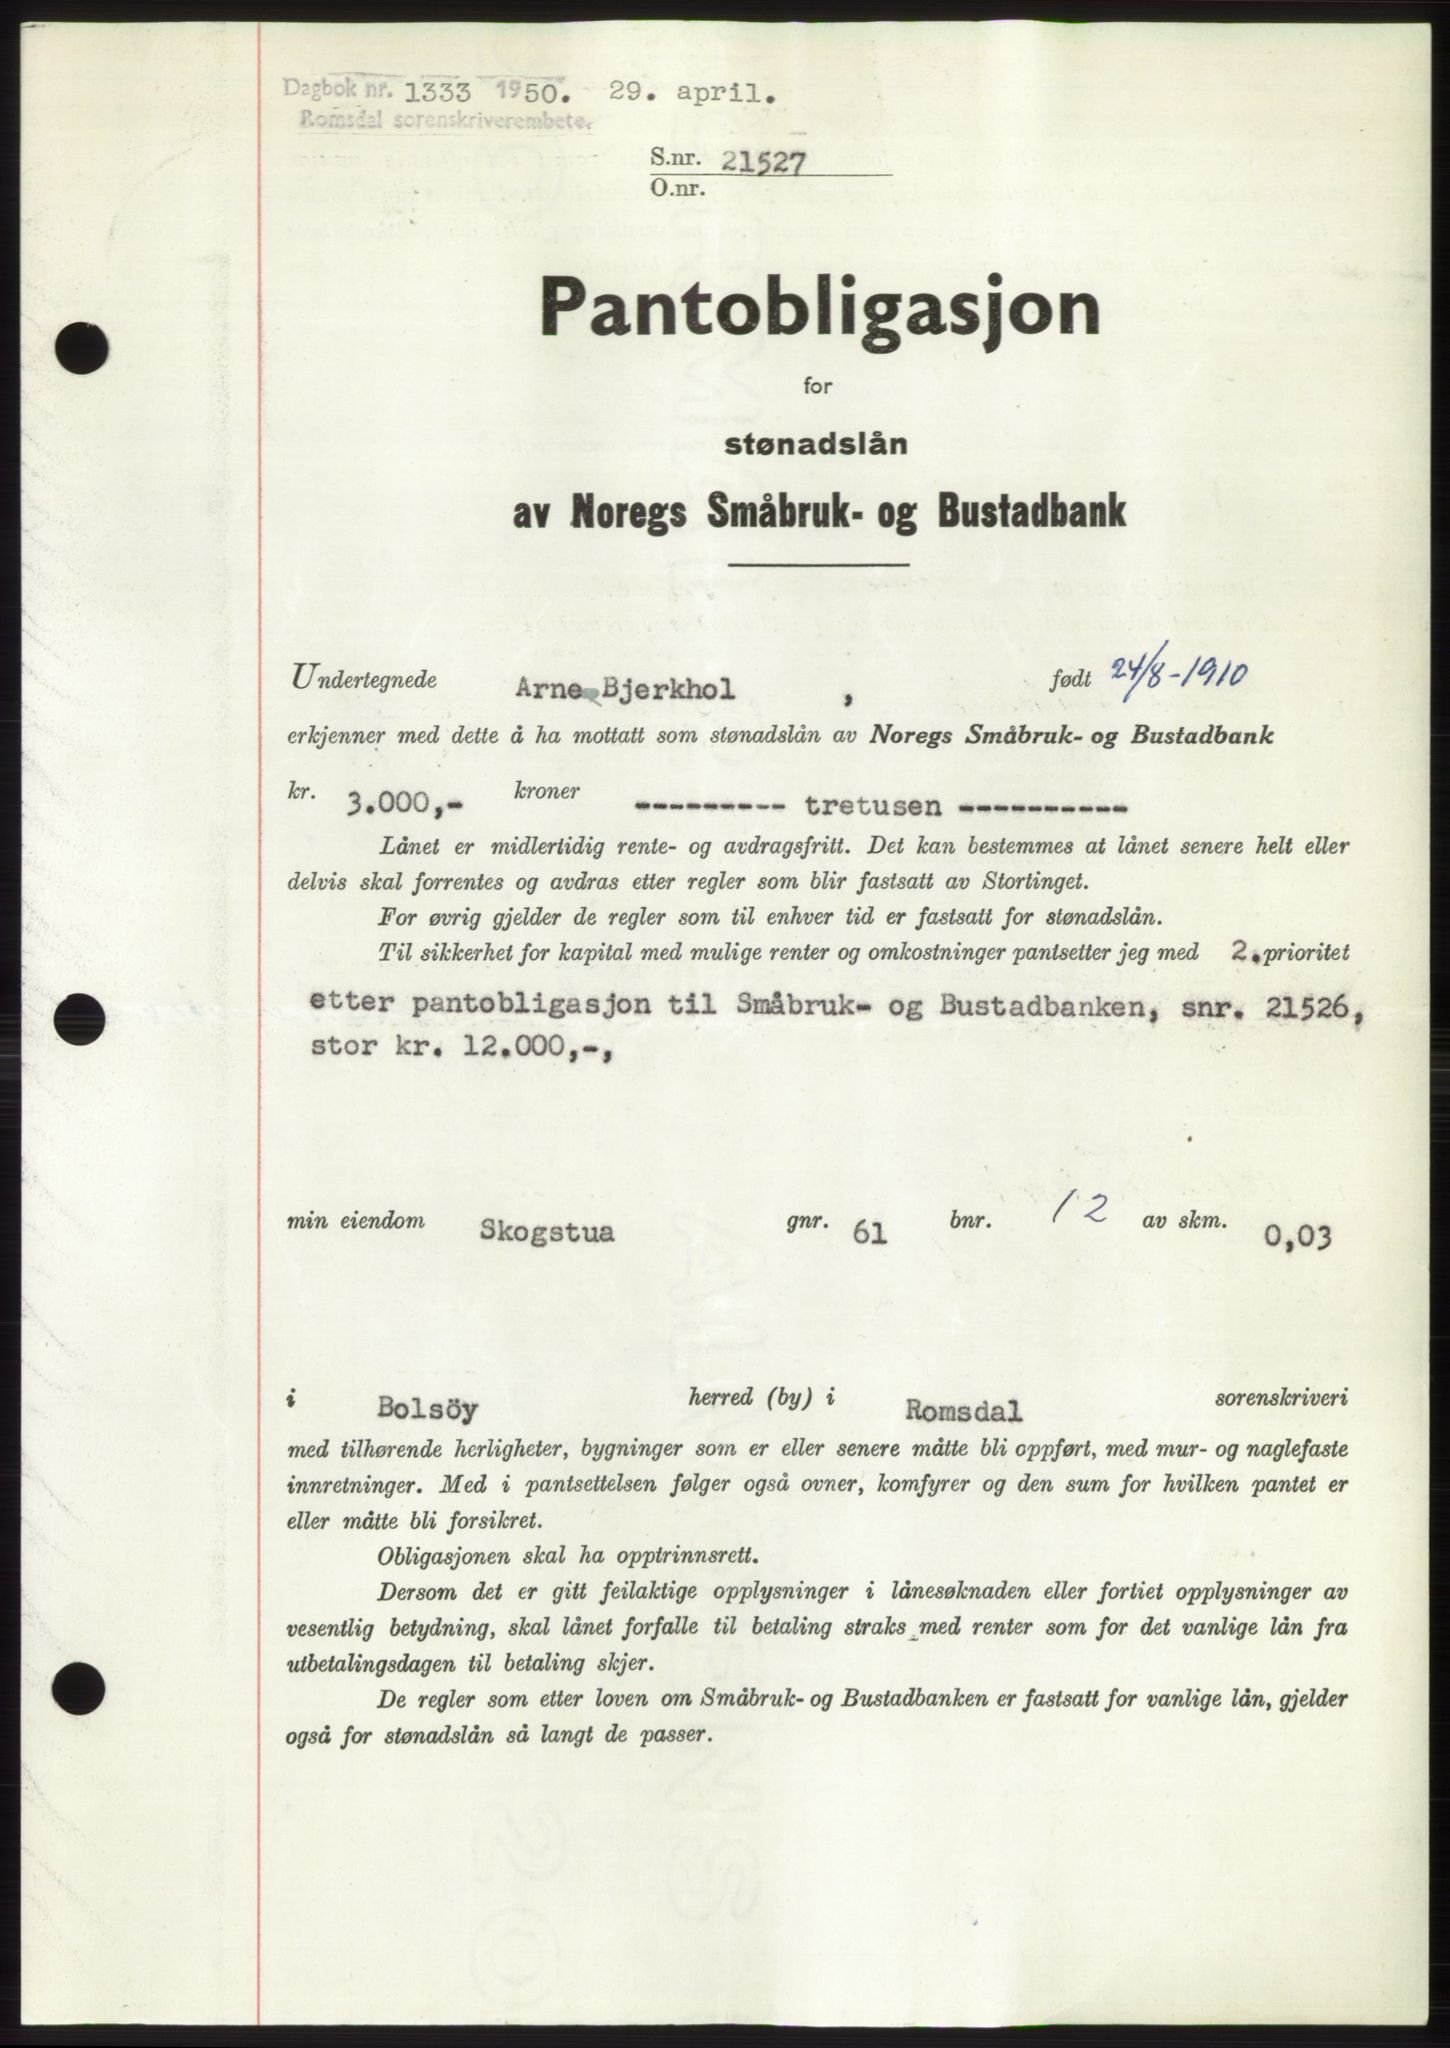 Dagbok nr. 1333 1950. 29. april.
Romsdal sorenskriverembete.
S.nr. 21527
O.nr.
Pantobligasjon
for
stønadslån
av Noregs Småbruk- og Bustadbank
Undertegnede Arne Bjerkhol , født 24/8-1910
erkjenner med dette å ha mottatt som stønadslån av Noregs Småbruk- og Bustadbank
kr. 3.000,- kroner --------- tretusen ----------
Lånet er midlertidig rente- og avdragsfritt. Det kan bestemmes at lånet senere helt eller
delvis skal forrentes og avdras etter regler som blir fastsatt av Stortinget.
For øvrig gjelder de regler som til enhver tid er fastsatt for stønadslån.
Til sikkerhet for kapital med mulige renter og omkostninger pantsetter jeg med 2. prioritet
etter pantobligasjon til Småbruk- og Bustadbanken, snr. 21526,
stor kr. 12.000,-,
min eiendom Skogstua gnr. 61 bnr. 12 av skm. 0,03
i Bolsöy herred (by) i Romsdal sorenskriveri
med tilhørende herligheter, bygninger som er eller senere måtte bli oppført, med mur- og naglefaste
innretninger. Med i pantsettelsen følger også ovner, komfyrer og den sum for hvilken pantet er
eller måtte bli forsikret.
Obligasjonen skal ha opptrinnsrett.
Dersom det er gitt feilaktige opplysninger i lånesøknaden eller fortiet opplysninger av
vesentlig betydning, skal lånet forfalle til betaling straks med renter som for det vanlige lån fra
utbetalingsdagen til betaling skjer.
De regler som etter loven om Småbruk- og Bustadbanken er fastsatt for vanlige lån, gjelder
også for stønadslån så langt de passer.